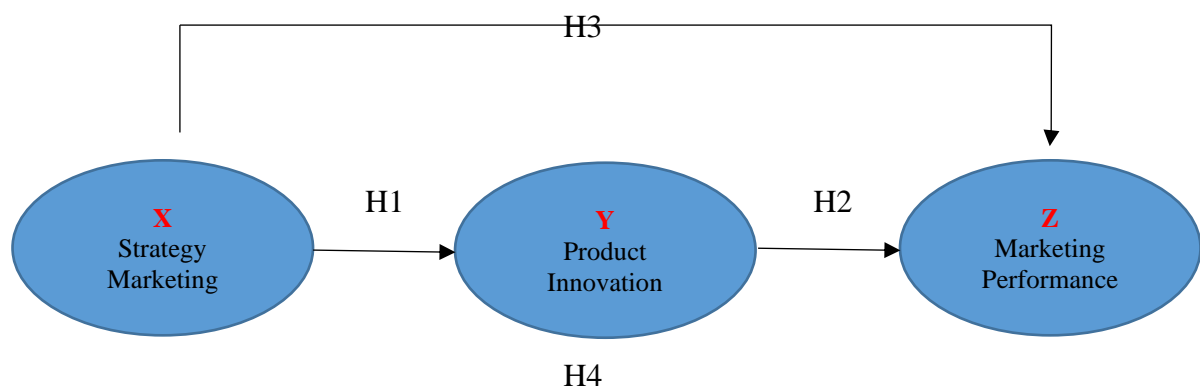 H3
H1
H2
X
Strategy
Marketing
Y
Product
Innovation
Z
Marketing
Performance
H4